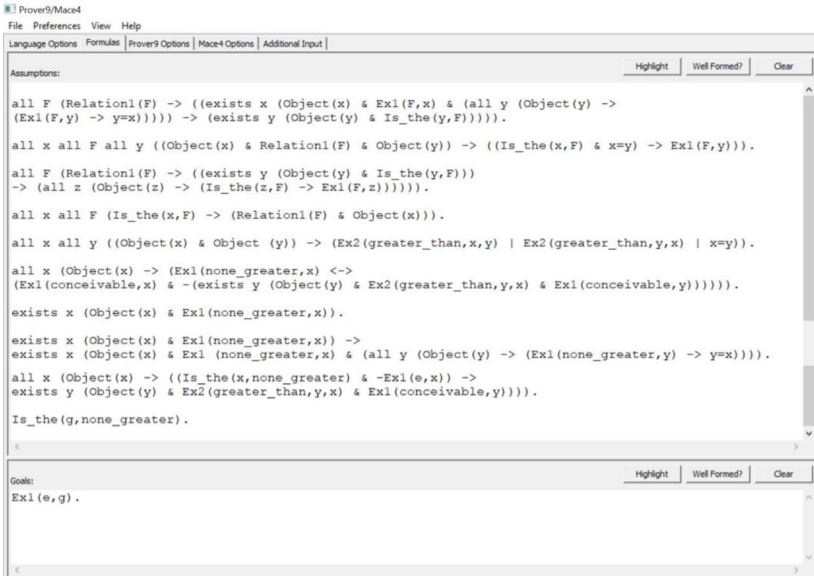 Prover9/Mace4
File Preferences View Help
Language Options Formulas Prover9 Options Mace4 Options Additional Input
Assumptions: Highlight Well Formed? Clear
all F (Relation1(F) -> ((exists x (Object(x) & Ex1(F,x) & (all y (Object(y) ->
(Ex1(F,y) -> y=x))))) -> (exists y (Object(y) & Is_the(y,F))))).
all x all F all y ((Object(x) & Relation1(F) & Object(y)) -> ((Is_the(x,F) & x=y) -> Ex1(F,y))).
all F (Relation1(F) -> ((exists y (Object(y) & Is_the(y,F)))
-> (all z (Object(z) -> (Is_the(z,F) -> Ex1(F,z)))))).
all x all F (Is_the(x,F) -> (Relation1(F) & Object(x))).
all x all y ((Object(x) & Object (y)) -> (Ex2(greater_than,x,y) | Ex2(greater_than,y,x) | x=y)).
all x (Object(x) -> (Ex1(none_greater,x) <->
(Ex1(conceivable,x) & -(exists y (Object(y) & Ex2(greater_than,y,x) & Ex1(conceivable,y)))))).
exists x (Object(x) & Ex1(none_greater,x)).
exists x (Object(x) & Ex1(none_greater,x)) ->
exists x (Object(x) & Ex1 (none_greater,x) & (all y (Object(y) -> (Ex1(none_greater,y) -> y=x)))).
all x (Object(x) -> ((Is_the(x,none_greater) & -Ex1(e,x)) ->
exists y (Object(y) & Ex2(greater_than,y,x) & Ex1(conceivable,y)))).
Is_the(g,none_greater).
Goals: Highlight Well Formed? Clear
Ex1(e,g).